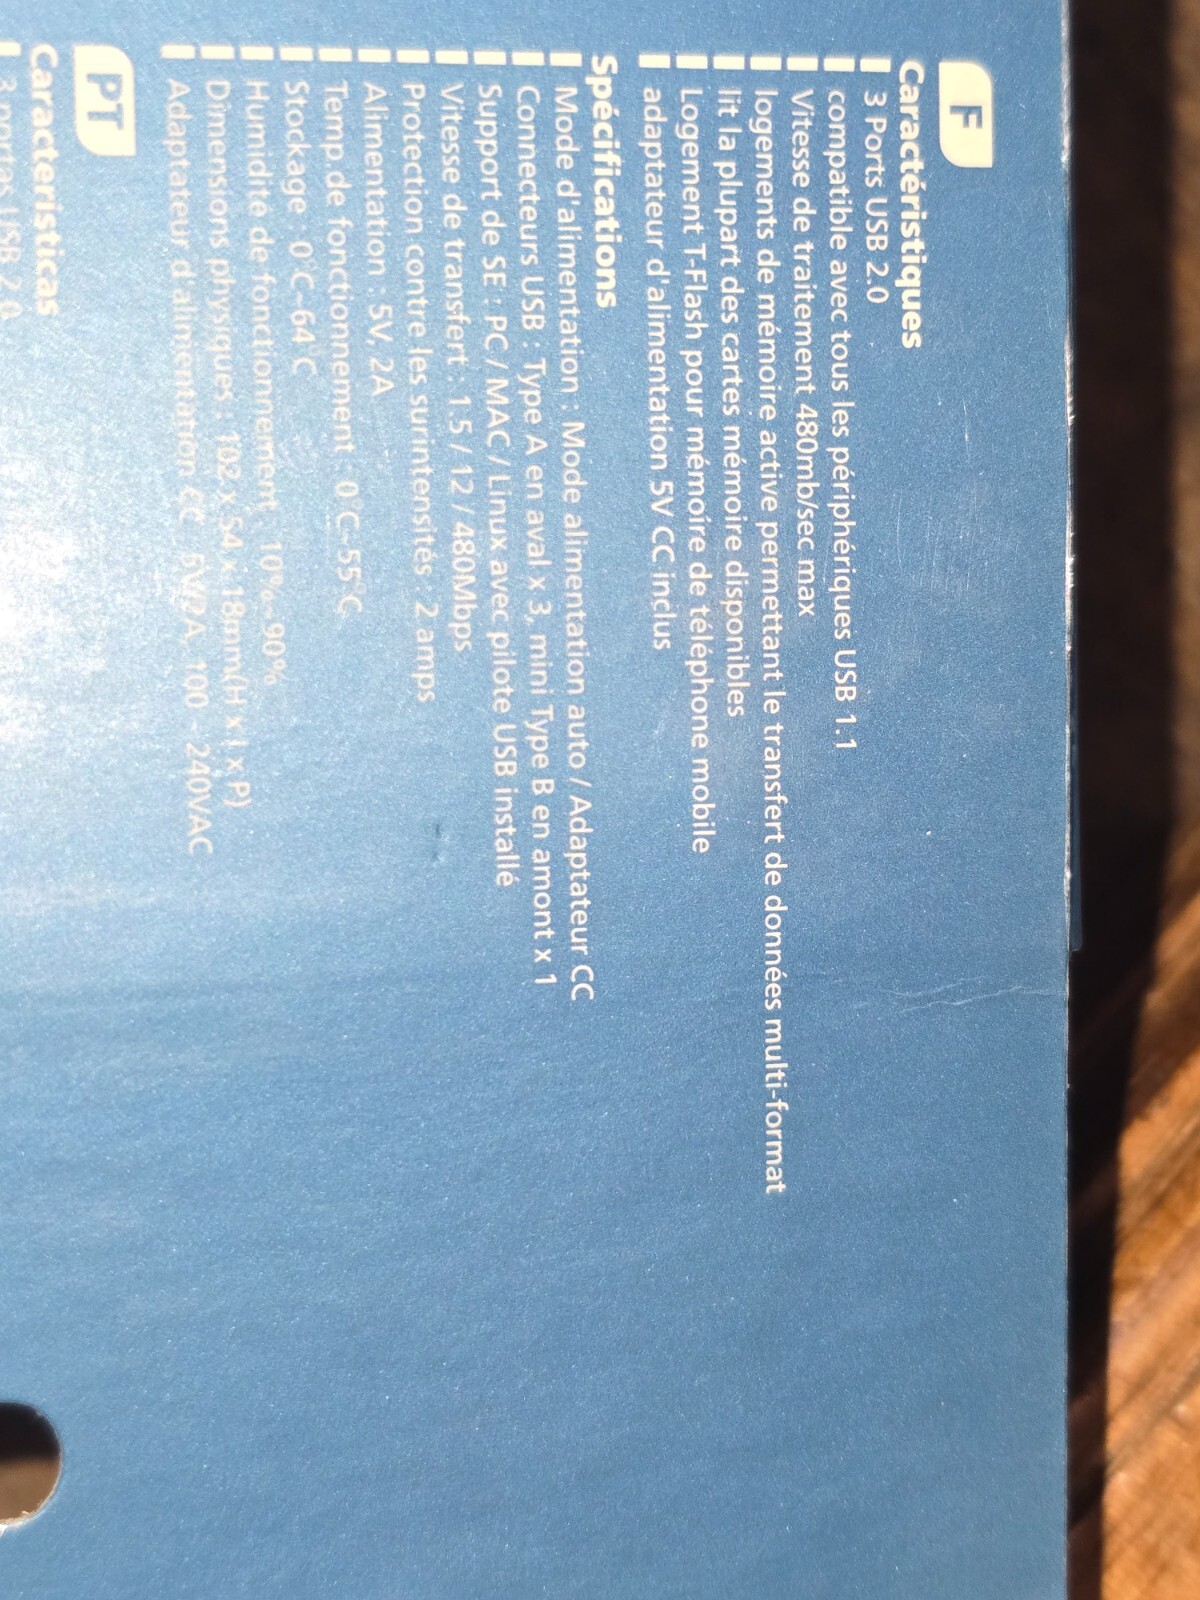 F
Caractéristiques
3 Ports USB 2.0
compatible avec tous les périphériques USB 1.1
Vitesse de traitement 480mb/sec max
logements de mémoire active permettant le transfert de données multi-format
lit la plupart des cartes mémoire disponibles
Logement T-Flash pour mémoire de téléphone mobile
adaptateur d'alimentation 5V CC inclus
Spécifications
Mode d'alimentation : Mode alimentation auto / Adaptateur CC
Connecteurs USB : Type A en aval x 3, mini Type B en amont x 1
Support de SE : PC / MAC / Linux avec pilote USB installé
Vitesse de transfert : 1.5 / 12 / 480Mbps
Protection contre les surintensités : 2 amps
Alimentation : 5V, 2A
Temp. de fonctionnement : 0°C~55°C
Stockage : 0°C~64°C
Humidité de fonctionnement 10%~90%
Dimensions physiques : 102 x 54 x 18mm(H x l x P)
Adaptateur d'alimentation CC 5V/2A, 100 - 240VAC
PT
Caracteristicas
3 portas USB 2.0